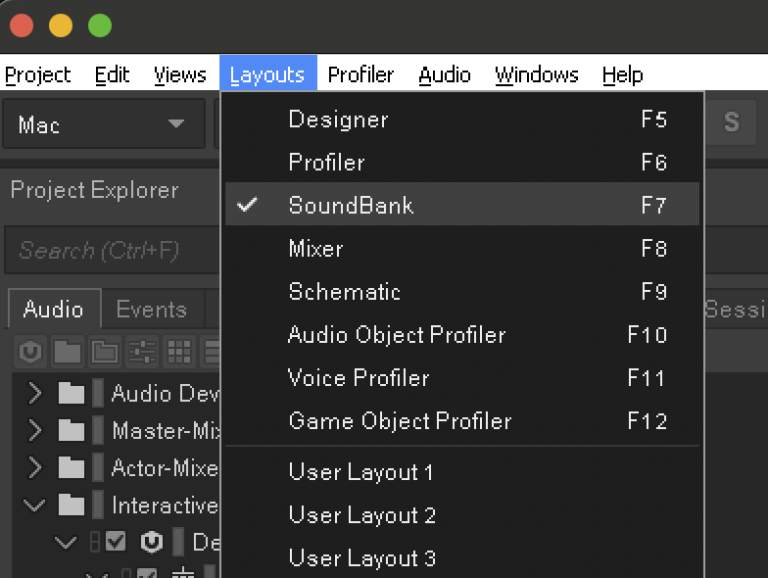 Project Edit Views Layouts Profiler Audio Windows Help
Mac
S
Designer F5
Profiler F6
Project Explorer
SoundBank F7
Search (Ctrl+F)
Mixer F8
Schematic F9
Audio Events
Sessi
Audio Object Profiler F10
Voice Profiler F11
Audio Dev
Game Object Profiler F12
Master-Mix
Actor-Mixe
User Layout 1
Interactive
User Layout 2
De
User Layout 3